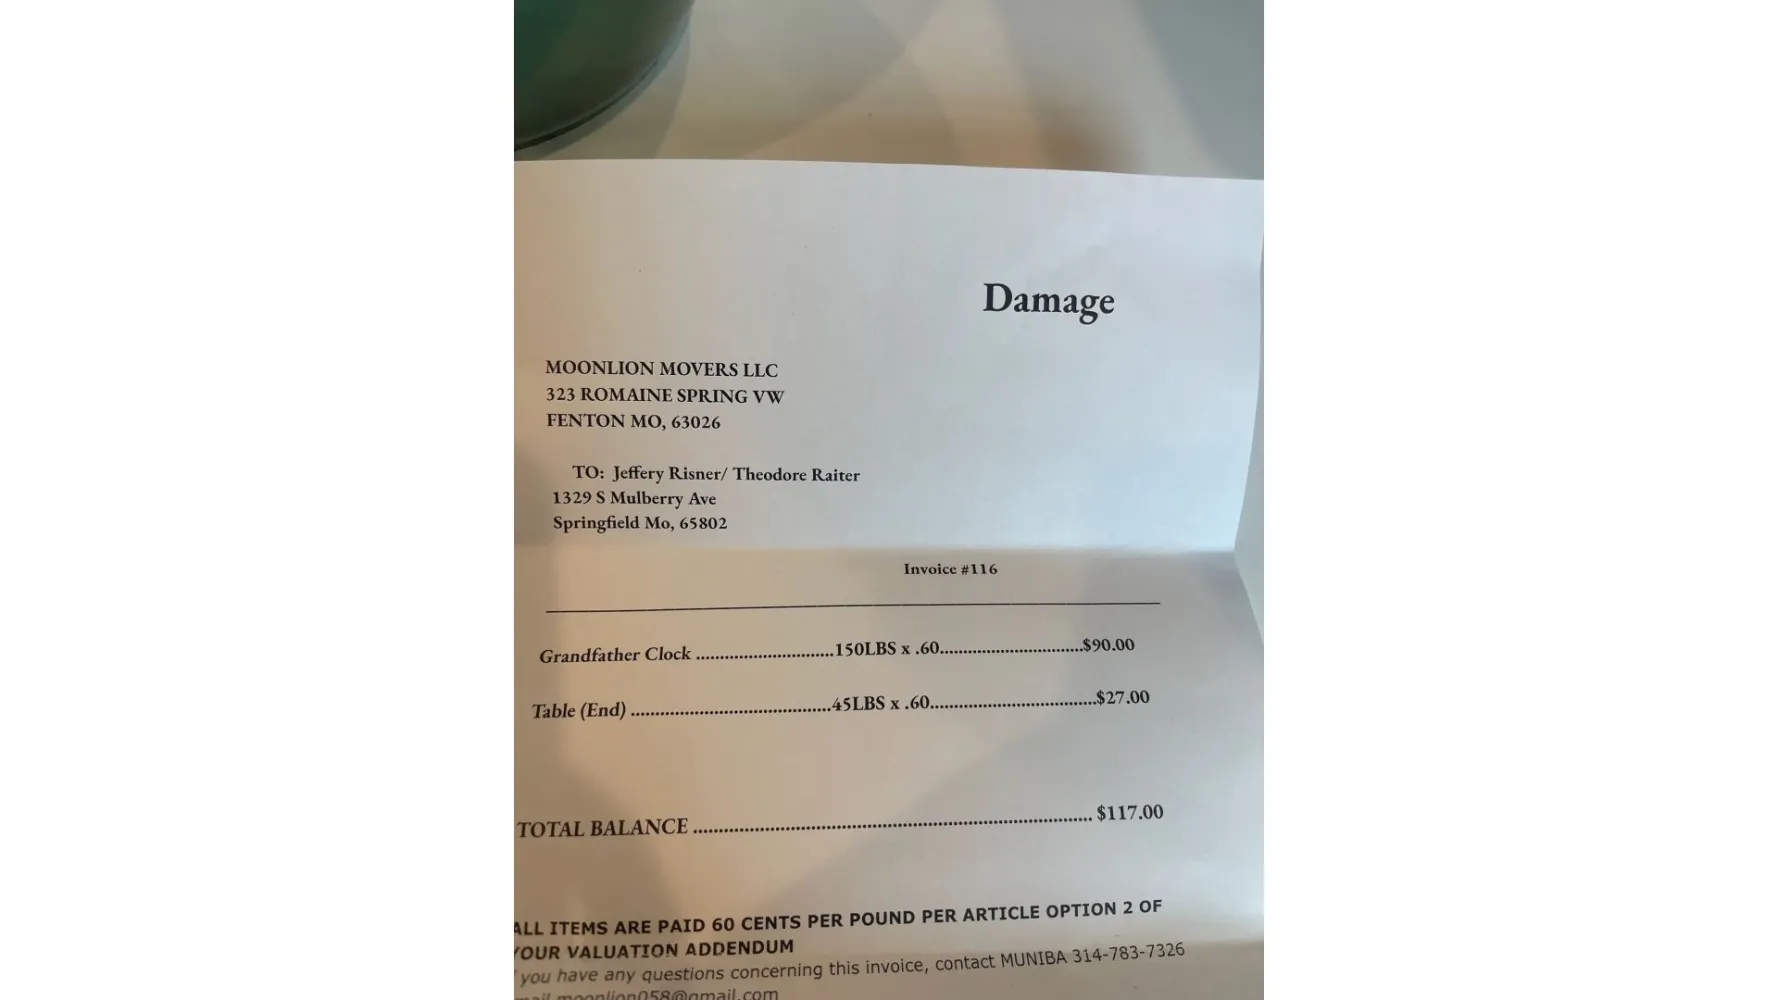 Damage
MOONLION MOVERS LLC
323 ROMAINE SPRING VW
FENTON MO, 63026
TO: Jeffery Risner/ Theodore Raiter
1329 S Mulberry Ave
Springfield Mo, 65802
Invoice #116
Grandfather Clock ............................150LBS x .60.............................$90.00
Table (End) ........................................45LBS x .60..................................$27.00
TOTAL BALANCE ................................................................................ $117.00
ALL ITEMS ARE PAID 60 CENTS PER POUND PER ARTICLE OPTION 2 OF
YOUR VALUATION ADDENDUM
you have any questions concerning this invoice, contact MUNIBA 314-783-7326
moonlion058@gmail.com